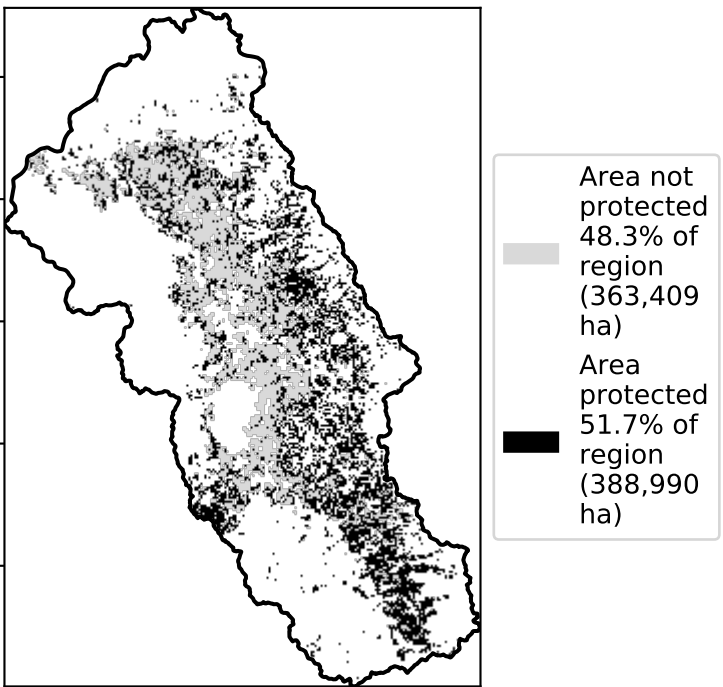 Area not
protected
48.3% of
region
(363,409
ha)
Area
protected
51.7% of
region
(388,990
ha)